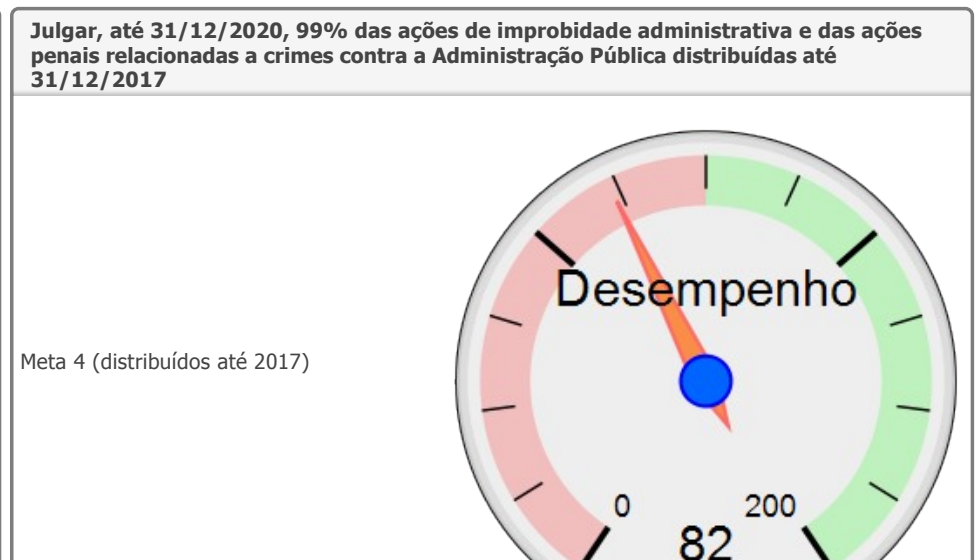 Julgar, até 31/12/2020, 99% das ações de improbidade administrativa e das ações
penais relacionadas a crimes contra a Administração Pública distribuídas até
31/12/2017
Desempenho
Meta 4 (distribuídos até 2017)
0 200
82